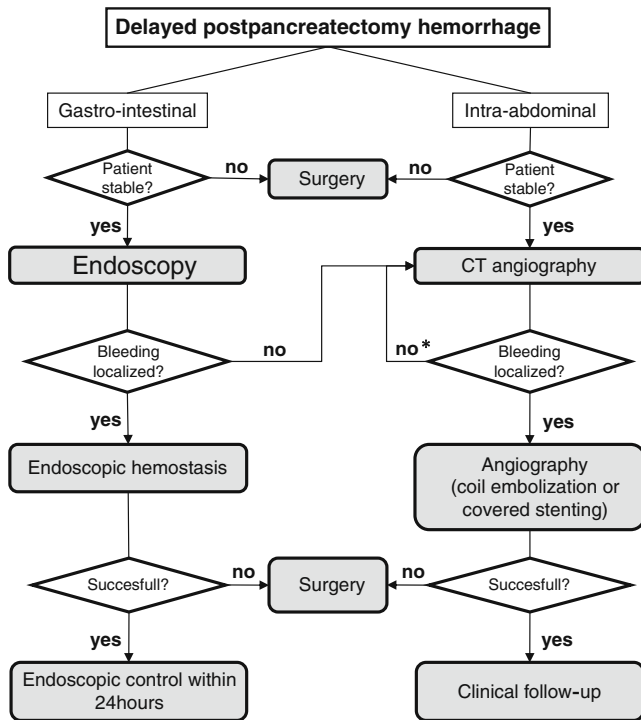 Delayed postpancreatectomy hemorrhage
Gastro-intestinal
Intra-abdominal
Patient
stable?
no
Surgery
no
Patient
stable?
yes
yes
Endoscopy
CT angiography
Bleeding
localized?
no
no*
Bleeding
localized?
yes
yes
Endoscopic hemostasis
Angiography
(coil embolization or
covered stenting)
Succesfull?
no
Surgery
no
Succesfull?
yes
yes
Endoscopic control within
24hours
Clinical follow-up